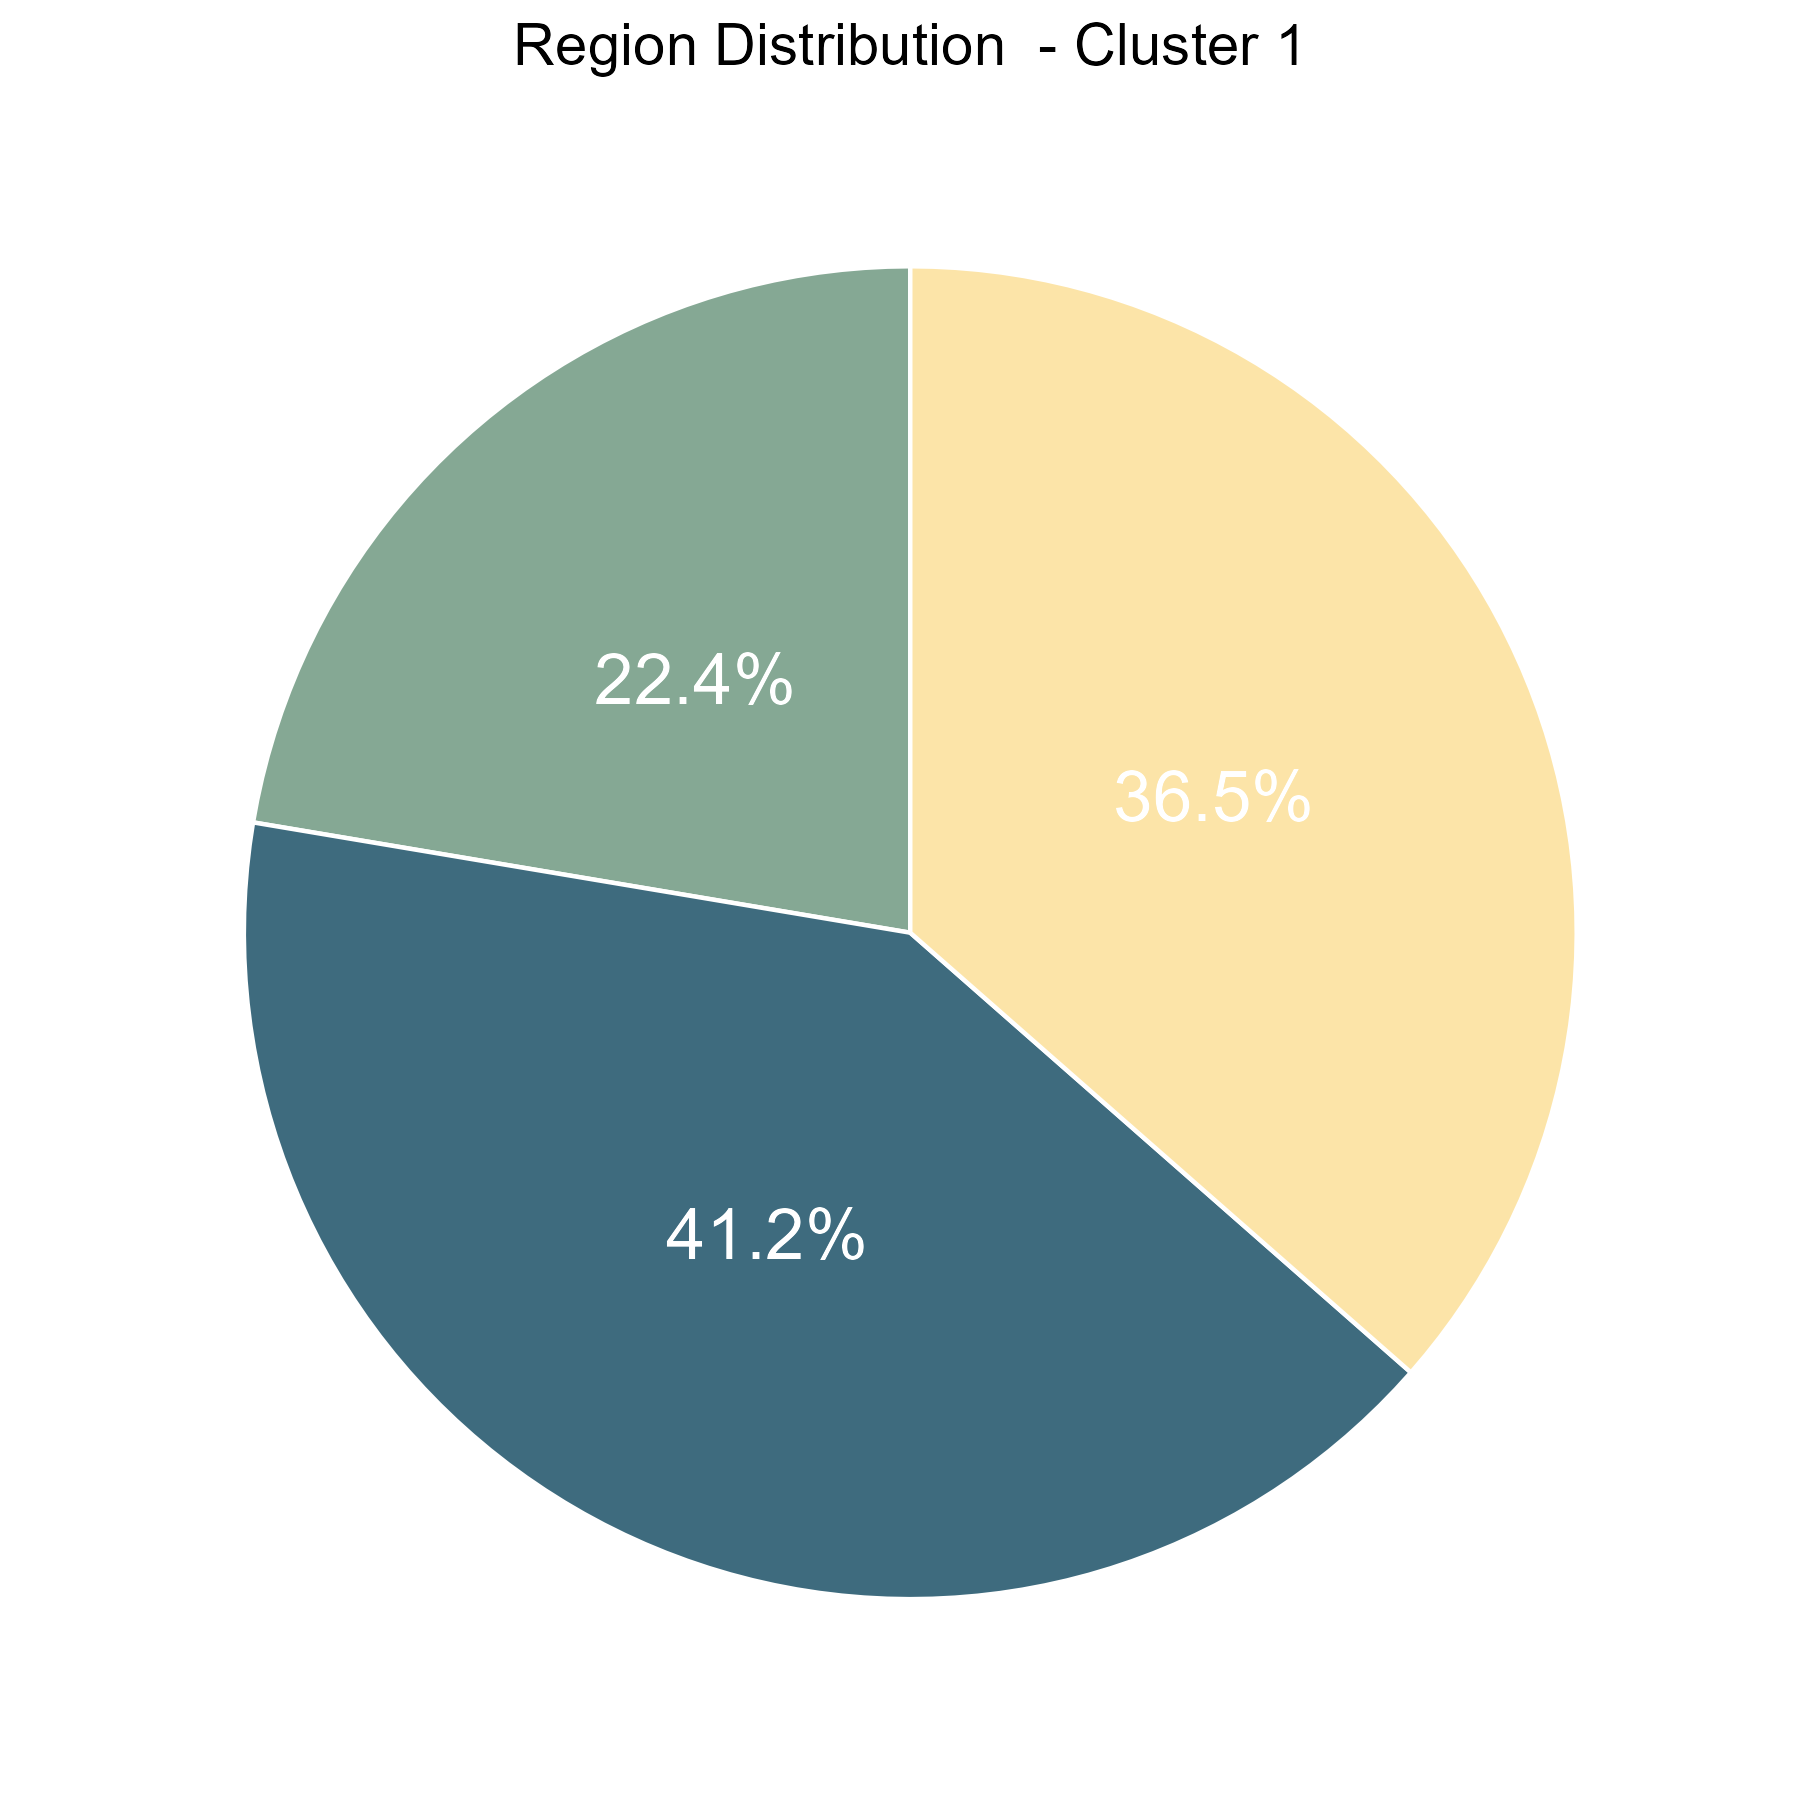 Region Distribution  - Cluster 1
22.4%
36.5%
41.2%